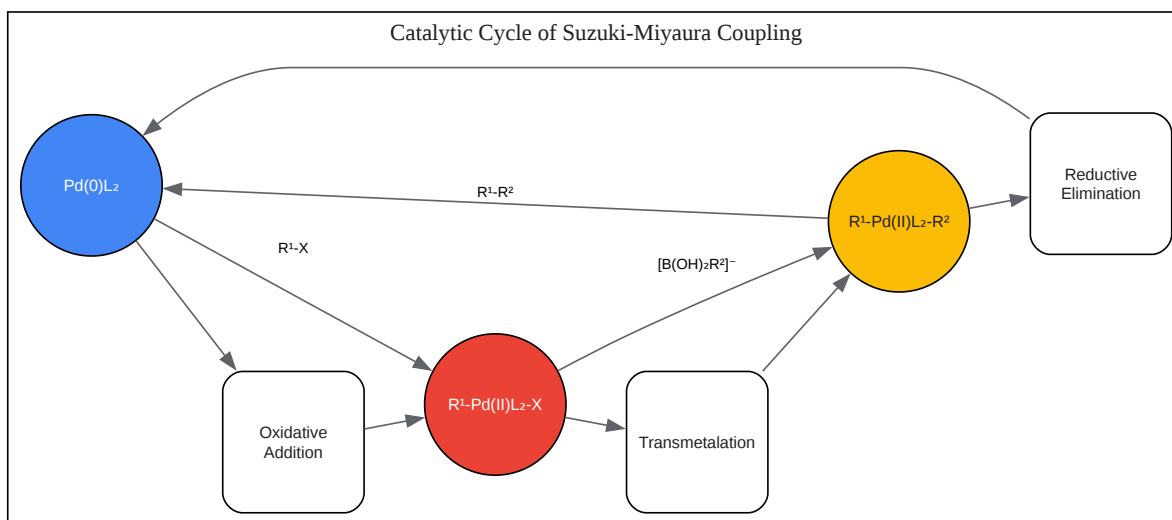 Catalytic Cycle of Suzuki-Miyaura Coupling
Pd(0)L₂
R¹-R²
R¹-X
[B(OH)₂R²]⁻
R¹-Pd(II)L₂-R²
Reductive
Elimination
Oxidative
Addition
R¹-Pd(II)L₂-X
Transmetalation